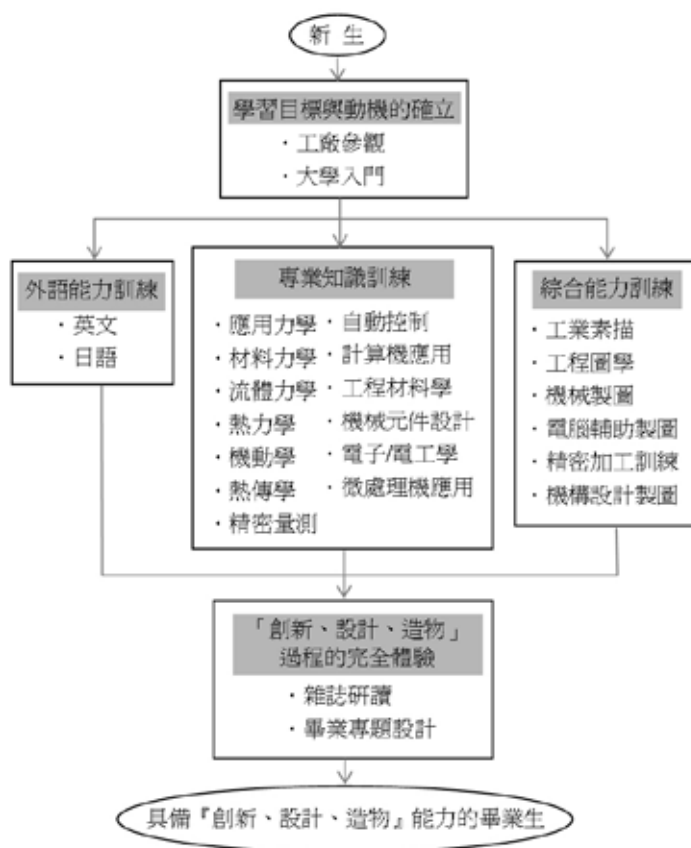 新 生
學習目標與動機的確立
・工廠參觀
・大學入門
外語能力訓練
・英文
・日語
專業知識訓練
・應用力學
・材料力學
・流體力學
・熱力學
・機動學
・熱傳學
・精密量測
・自動控制
・計算機應用
・工程材料學
・機械元件設計
・電子/電工學
・微處理機應用
綜合能力訓練
・工業素描
・工程圖學
・機械製圖
・電腦輔助製圖
・精密加工訓練
・機構設計製圖
「創新、設計、造物」
過程的完全體驗
・雜誌研讀
・畢業專題設計
具備『創新、設計、造物』能力的畢業生